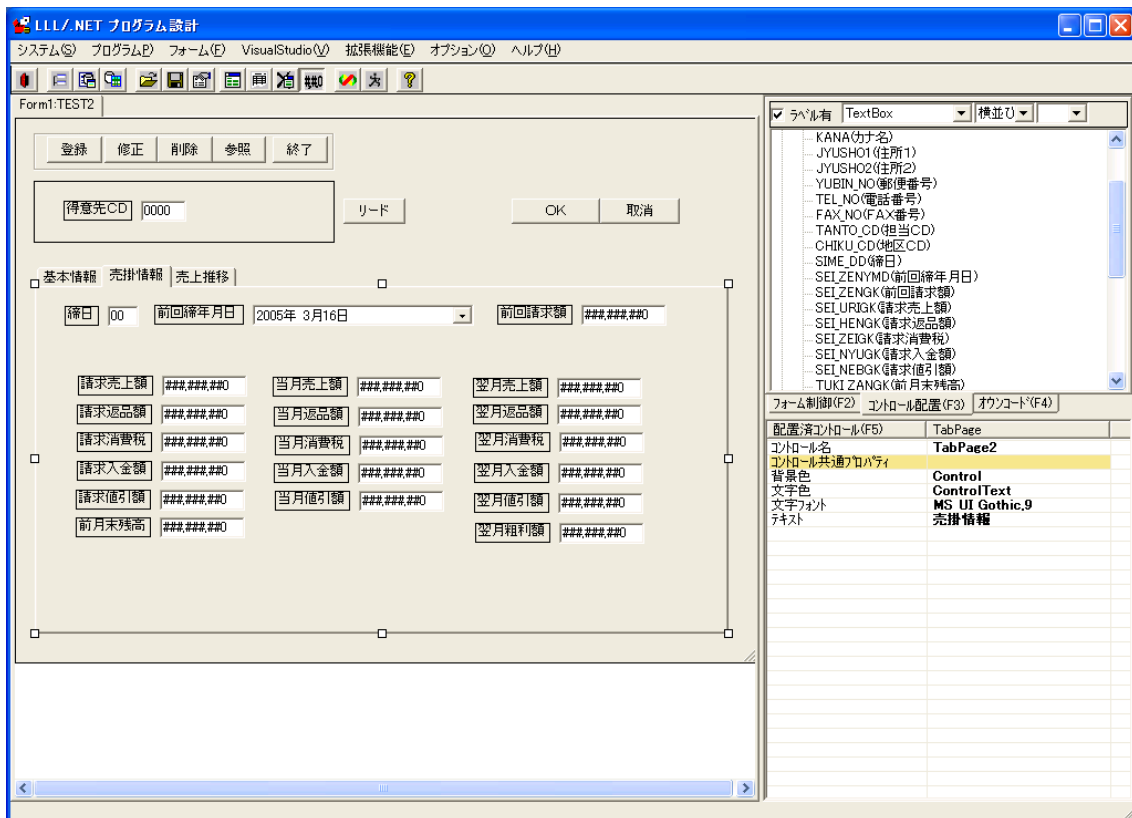 LLL/.NET プログラム設計
システム(S) プログラム(P) フォーム(F) VisualStudio(V) 拡張機能(E) オプション(O) ヘルプ(H)
##0
Form1:TEST2
登録 修正 削除 参照 終了
得意先CD 0000 リード OK 取消
基本情報 売掛情報 売上推移
締日 00 前回締年月日 2005年 3月16日 前回請求額 ###,###,##0
請求売上額 ###,###,##0 当月売上額 ###,###,##0 翌月売上額 ###,###,##0
請求返品額 ###,###,##0 当月返品額 ###,###,##0 翌月返品額 ###,###,##0
請求消費税 ###,###,##0 当月消費税 ###,###,##0 翌月消費税 ###,###,##0
請求入金額 ###,###,##0 当月入金額 ###,###,##0 翌月入金額 ###,###,##0
請求値引額 ###,###,##0 当月値引額 ###,###,##0 翌月値引額 ###,###,##0
前月末残高 ###,###,##0 翌月粗利額 ###,###,##0
ラベル有 TextBox 横並び
KANA(カナ名)
JYUSHO1(住所1)
JYUSHO2(住所2)
YUBIN_NO(郵便番号)
TEL_NO(電話番号)
FAX_NO(FAX番号)
TANTO_CD(担当CD)
CHIKU_CD(地区CD)
SIME_DD(締日)
SEI_ZENYMD(前回締年月日)
SEI_ZENGK(前回請求額)
SEI_URIGK(請求売上額)
SEI_HENGK(請求返品額)
SEI_ZEIGK(請求消費税)
SEI_NYUGK(請求入金額)
SEI_NEBGK(請求値引額)
TUKI_ZANGK(前月末残高)
フォーム制御(F2) コントロール配置(F3) オウンコード(F4)
配置済コントロール(F5) TabPage
コントロール名 TabPage2
コントロール共通プロパティ
背景色 Control
文字色 ControlText
文字フォント MS UI Gothic,9
テキスト 売掛情報